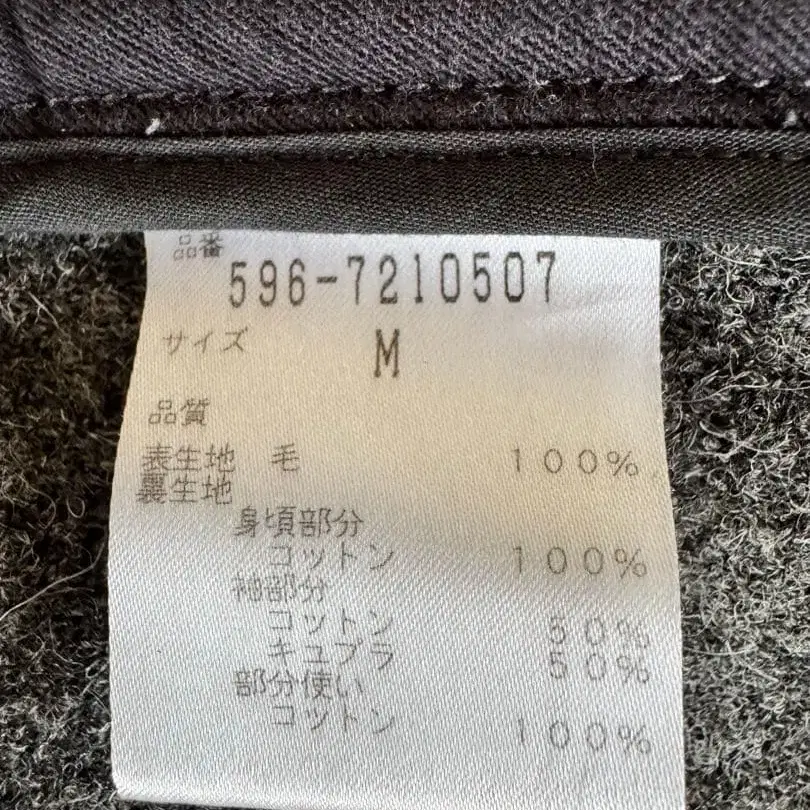 品番
596-7210507
サイズ M
品質
表生地 毛 100%
裏生地
身頃部分
コットン 100%
袖部分
コットン 50%
キュプラ 50%
部分使い
コットン 100%